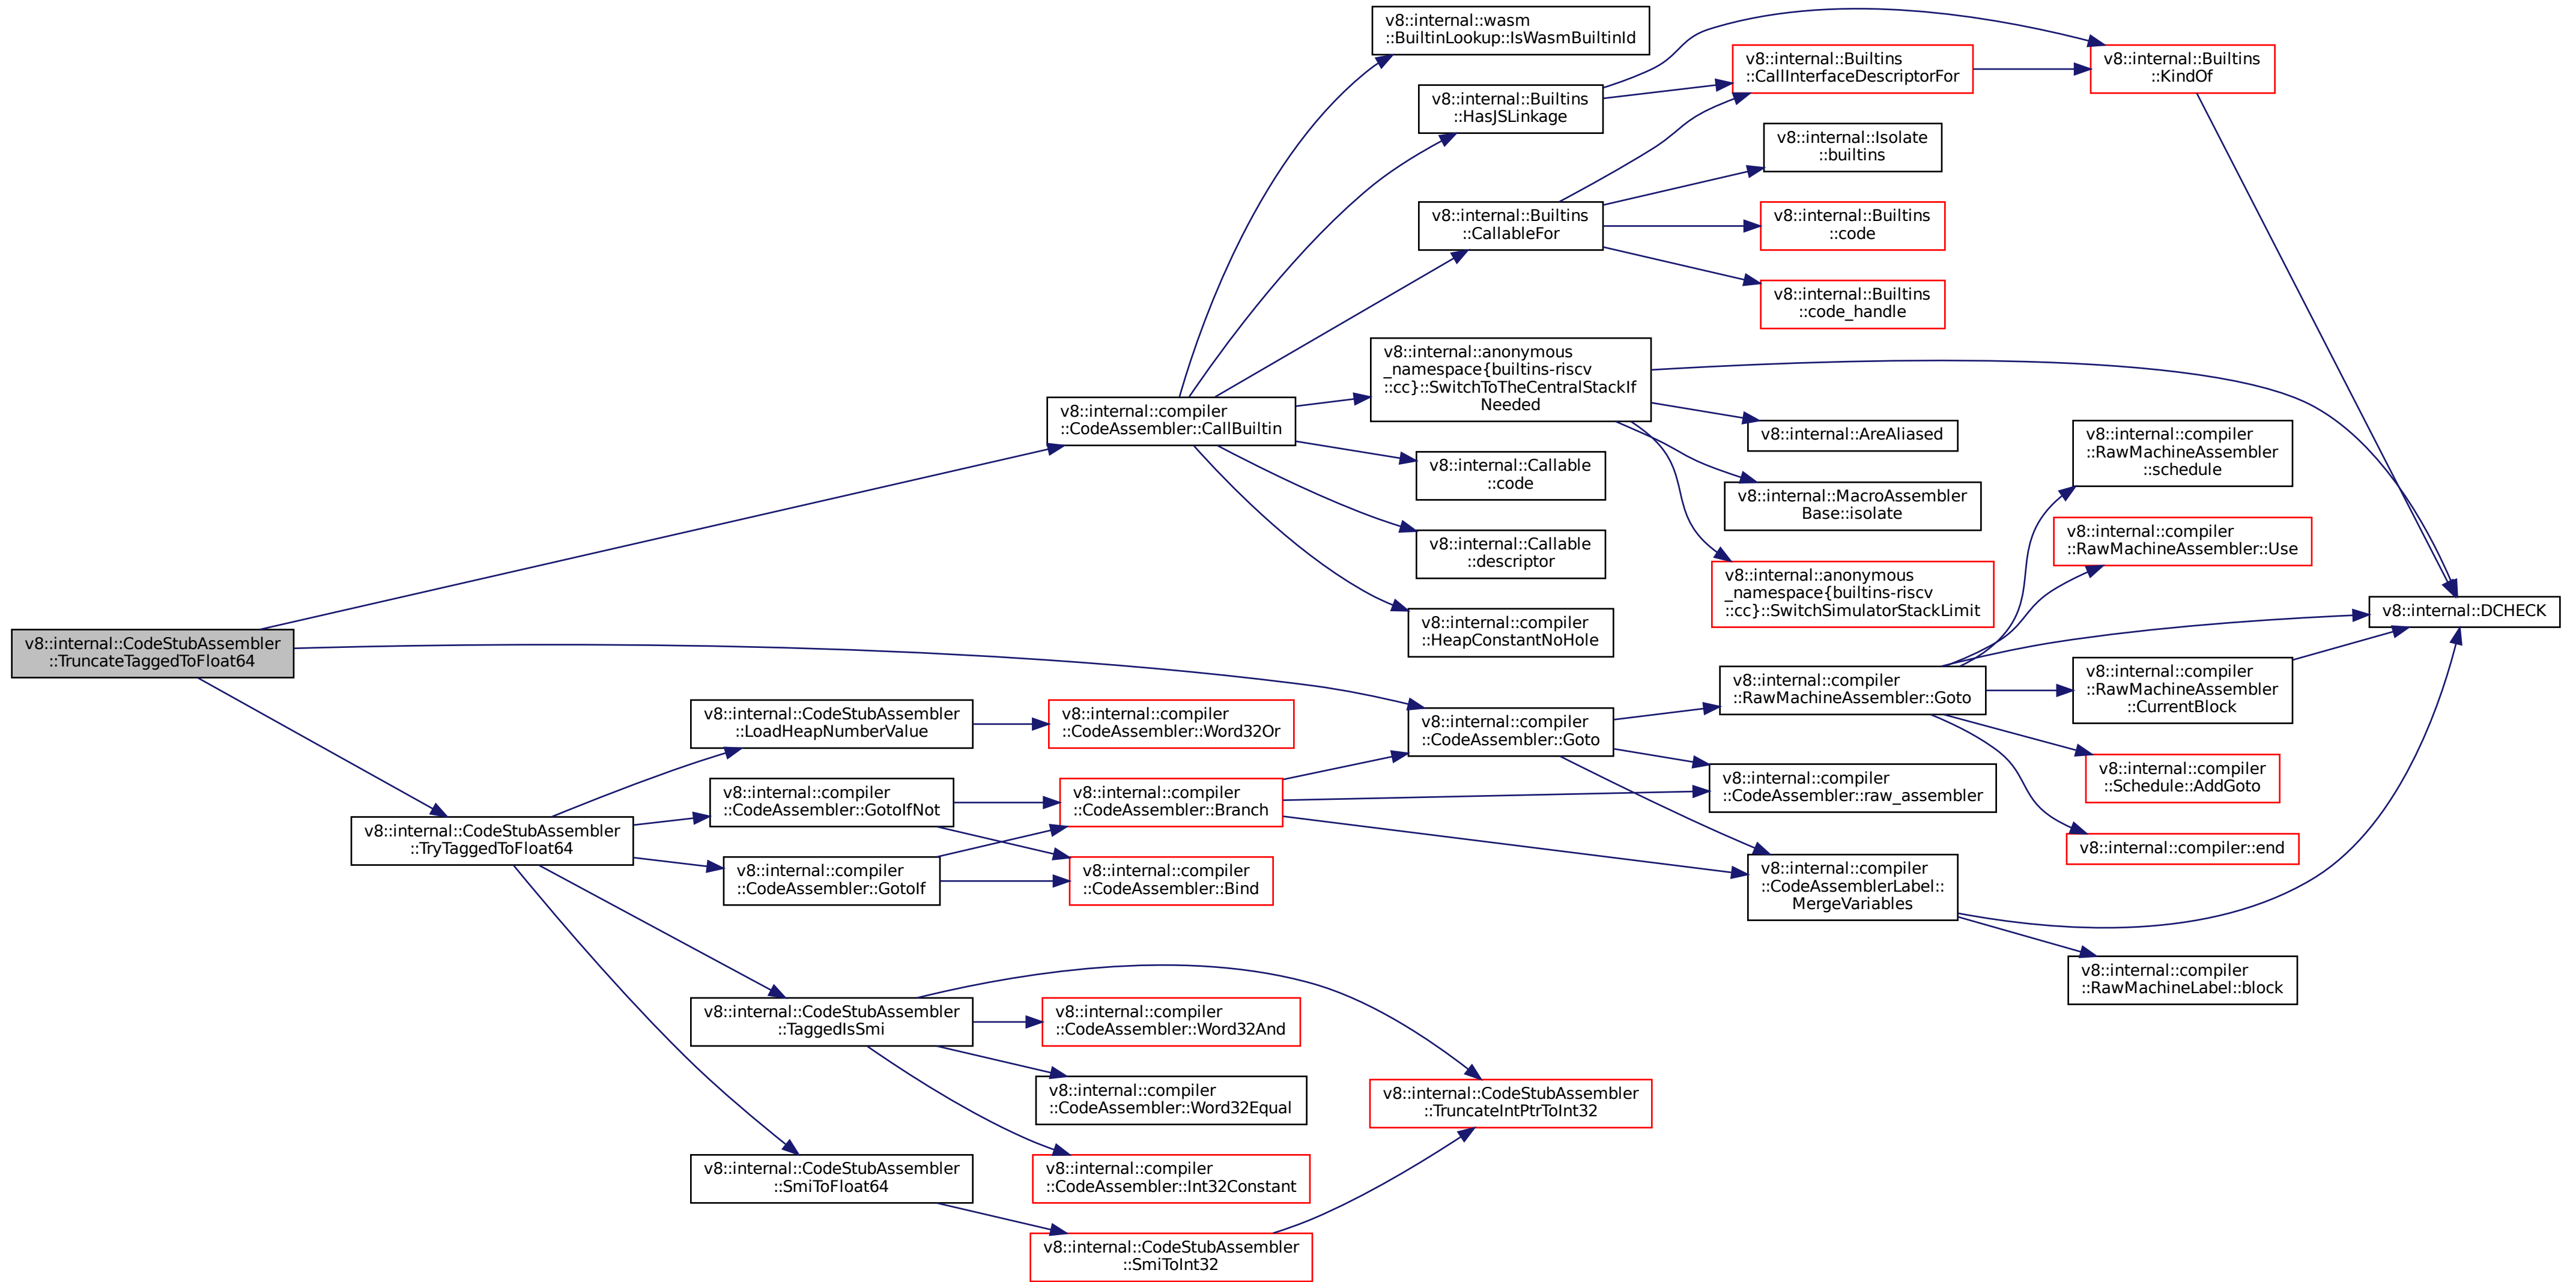 v8::internal::CodeStubAssembler
::TruncateTaggedToFloat64
v8::internal::compiler
::CodeAssembler::CallBuiltin
v8::internal::wasm
::BuiltinLookup::IsWasmBuiltinId
v8::internal::Builtins
::HasJSLinkage
v8::internal::Builtins
::CallInterfaceDescriptorFor
v8::internal::Builtins
::KindOf
v8::internal::Builtins
::CallableFor
v8::internal::Isolate
::builtins
v8::internal::Builtins
::code
v8::internal::Builtins
::code_handle
v8::internal::anonymous
_namespace{builtins-riscv
::cc}::SwitchToTheCentralStackIf
Needed
v8::internal::AreAliased
v8::internal::MacroAssembler
Base::isolate
v8::internal::anonymous
_namespace{builtins-riscv
::cc}::SwitchSimulatorStackLimit
v8::internal::Callable
::code
v8::internal::Callable
::descriptor
v8::internal::compiler
::HeapConstantNoHole
v8::internal::DCHECK
v8::internal::compiler
::CodeAssembler::Goto
v8::internal::compiler
::RawMachineAssembler::Goto
v8::internal::compiler
::RawMachineAssembler
::schedule
v8::internal::compiler
::RawMachineAssembler::Use
v8::internal::compiler
::RawMachineAssembler
::CurrentBlock
v8::internal::compiler
::Schedule::AddGoto
v8::internal::compiler::end
v8::internal::compiler
::CodeAssembler::raw_assembler
v8::internal::compiler
::CodeAssemblerLabel::
MergeVariables
v8::internal::compiler
::RawMachineLabel::block
v8::internal::CodeStubAssembler
::TryTaggedToFloat64
v8::internal::CodeStubAssembler
::LoadHeapNumberValue
v8::internal::compiler
::CodeAssembler::Word32Or
v8::internal::compiler
::CodeAssembler::GotoIfNot
v8::internal::compiler
::CodeAssembler::Branch
v8::internal::compiler
::CodeAssembler::GotoIf
v8::internal::compiler
::CodeAssembler::Bind
v8::internal::CodeStubAssembler
::TaggedIsSmi
v8::internal::compiler
::CodeAssembler::Word32And
v8::internal::compiler
::CodeAssembler::Word32Equal
v8::internal::compiler
::CodeAssembler::Int32Constant
v8::internal::CodeStubAssembler
::TruncateIntPtrToInt32
v8::internal::CodeStubAssembler
::SmiToFloat64
v8::internal::CodeStubAssembler
::SmiToInt32